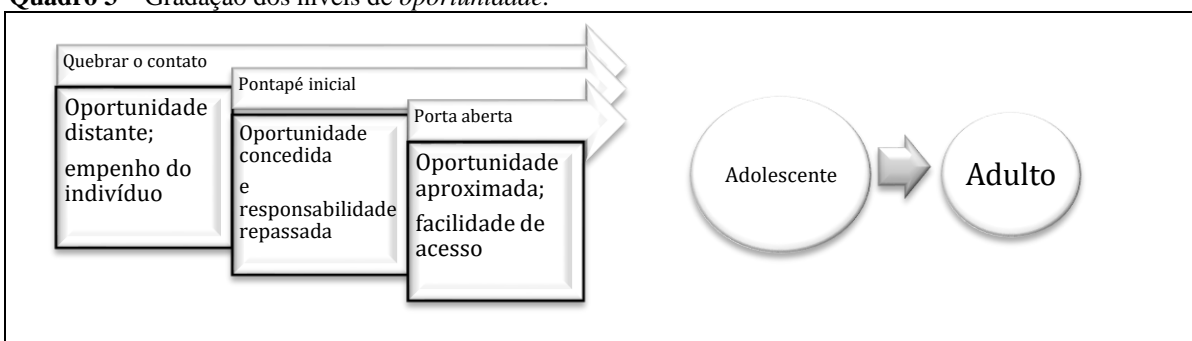 Quadro 3 – Gradação dos níveis de oportunidade.
Quebrar o contato
Oportunidade
distante;
empenho do
indivíduo
Pontapé inicial
Oportunidade
concedida
e
responsabilidade
repassada
Porta aberta
Oportunidade
aproximada;
facilidade de
acesso
Adolescente
Adulto